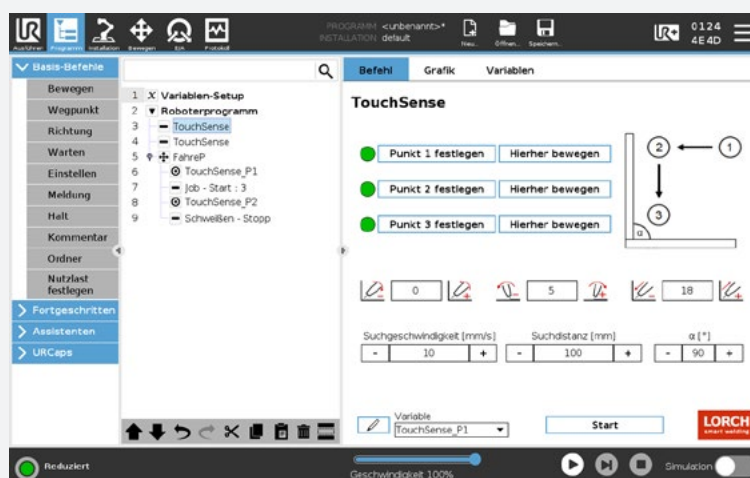 UR
PROGRAMM <unbenannt>*
INSTALLATION default
UR+
0124
4E4D
Ausführen
Programm
Installation
Bewegen
E/A
Protokoll
Neu...
Öffnen...
Speichern...
Basis-Befehle
Bewegen
Wegpunkt
Richtung
Warten
Einstellen
Meldung
Halt
Kommentar
Ordner
Nutzlast
festlegen
Fortgeschritten
Assistenten
URCaps
1 X Variablen-Setup
2 Roboterprogramm
3 TouchSense
4 TouchSense
5 FahreP
6 TouchSense_P1
7 Job - Start : 3
8 TouchSense_P2
9 Schweißen - Stopp
Befehl Grafik Variablen
TouchSense
Punkt 1 festlegen Hierher bewegen
Punkt 2 festlegen Hierher bewegen
Punkt 3 festlegen Hierher bewegen
2 1
3
α
0 5 18
Suchgeschwindigkeit [mm/s] Suchdistanz [mm] α [°]
- 10 + - 100 + - 90 +
Variable
TouchSense_P1
Start
LORCH
smart welding
Reduziert
Geschwindigkeit 100%
Simulation